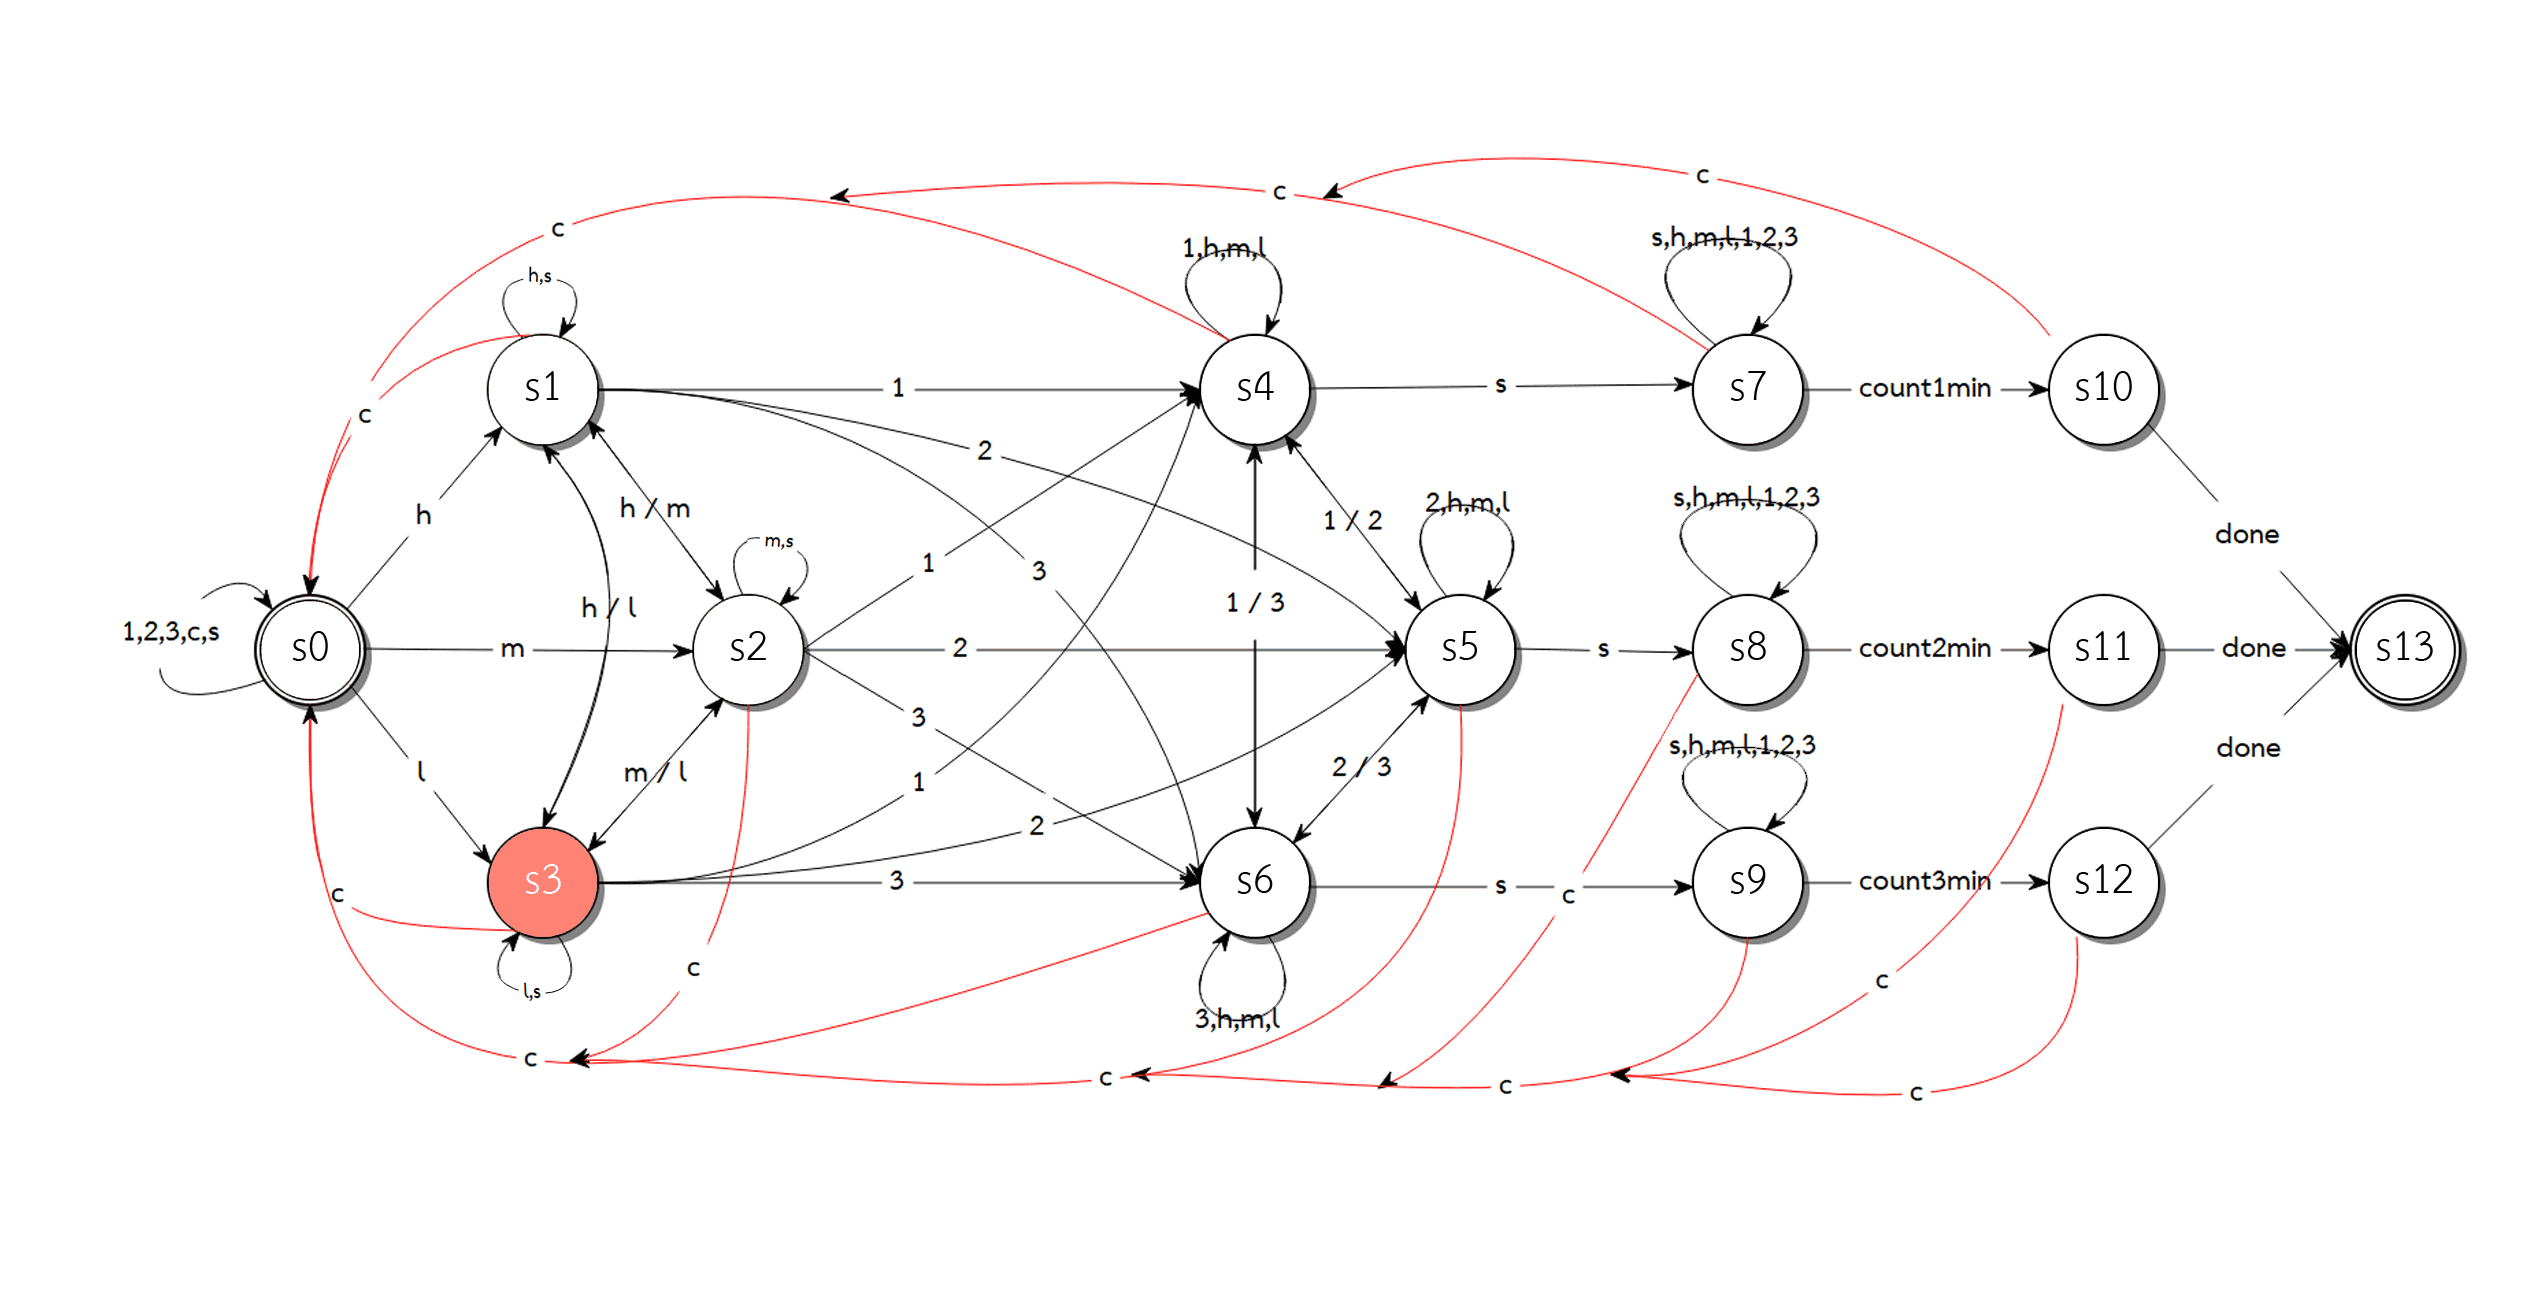 c
c
c
s,h,m,l,1,2,3
1,h,m,l
h,s
s1
1
s4
s
s7
count1min
s10
c
2
h
h / m
1 / 2
2,h,m,l
s,h,m,l,1,2,3
done
m,s
1
3
1 / 3
h / l
1,2,3,c,s
s0
m
s2
2
s5
s
s8
count2min
s11
done
s13
3
s,h,m,l,1,2,3
done
l
m / l
1
2 / 3
2
s3
3
s6
s
c
s9
count3min
s12
c
c
c
l,s
3,h,m,l
c
c
c
c